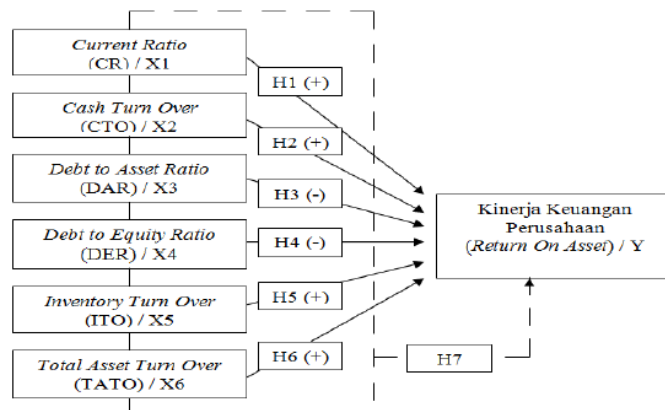 Current Ratio
(CR) / X1
H1 (+)
Cash Turn Over
(CTO) / X2
H2 (+)
Debt to Asset Ratio
(DAR) / X3
H3 (-)
Kinerja Keuangan
Perusahaan
(Return On Asset) / Y
Debt to Equity Ratio
(DER) / X4
H4 (-)
Inventory Turn Over
(ITO) / X5
H5 (+)
Total Asset Turn Over
(TATO) / X6
H6 (+)
H7